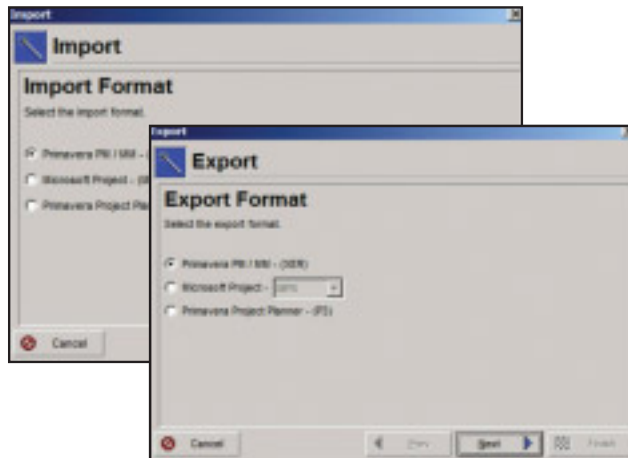 Import
Import
Import Format
Select the import format.
Primavera PM / MM - (
Microsoft Project - (
Primavera Project Pla
Cancel
Export
Export
Export Format
Select the export format.
Primavera PM / MM - (XER)
Microsoft Project -
Primavera Project Planner - (P3)
Cancel
Prev
Next
Finish